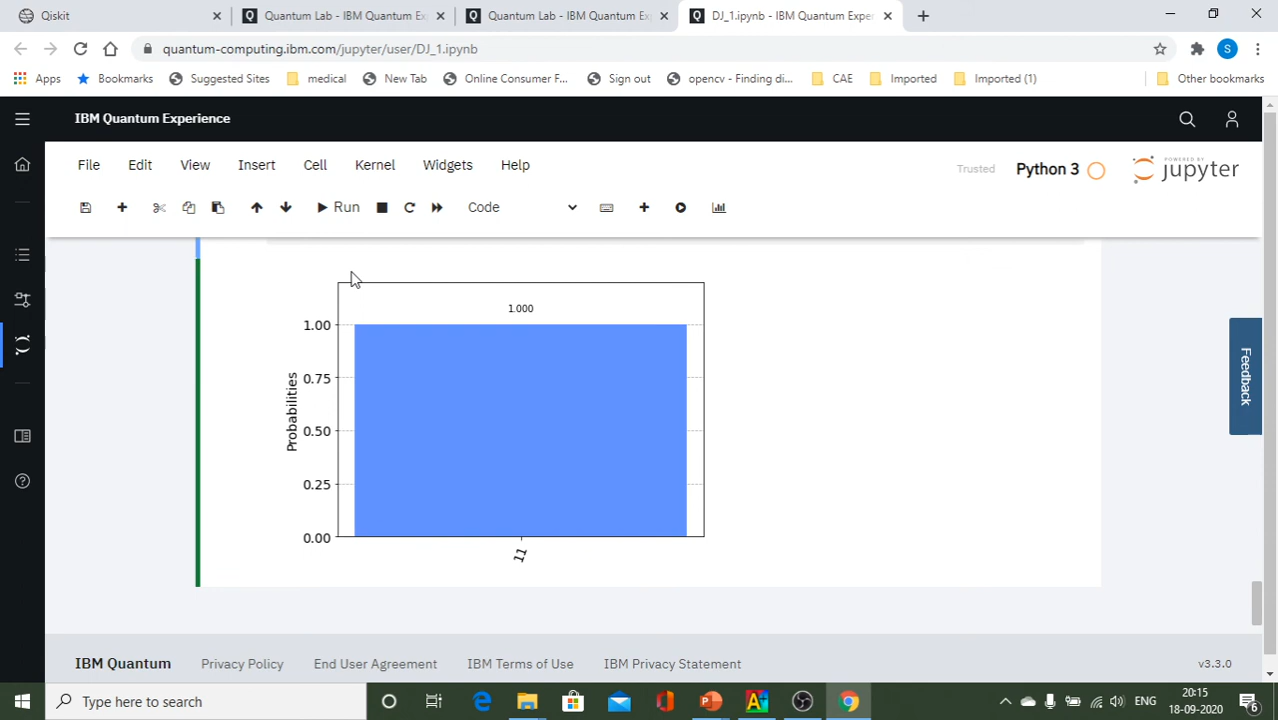 Qiskit
Quantum Lab - IBM Quantum Ex
Quantum Lab - IBM Quantum Ex
DJ_1.ipynb - IBM Quantum Exper
quantum-computing.ibm.com/jupyter/user/DJ_1.ipynb
Apps
Bookmarks
Suggested Sites
medical
New Tab
Online Consumer F...
Sign out
opencv - Finding di...
CAE
Imported
Imported (1)
Other bookmarks
S
IBM Quantum Experience
File Edit View Insert Cell Kernel Widgets Help
Trusted
Python 3
POWERED BY
jupyter
Run
Code
1.000
1.00
0.75
0.50
0.25
0.00
Probabilities
11
Feedback
IBM Quantum
Privacy Policy
End User Agreement
IBM Terms of Use
IBM Privacy Statement
v3.3.0
Type here to search
ENG
20:15
18-09-2020
6